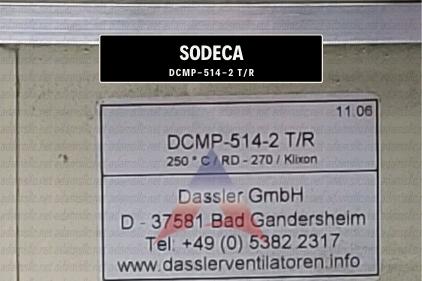 SODECA
DCMP-514-2 T/R
11.06
DCMP-514-2 T/R
250 ° C / RD - 270 / Klixon
Dassler GmbH
D - 37581 Bad Gandersheim
Tel: +49 (0) 5382 2317
www.dasslerventilatoren.info